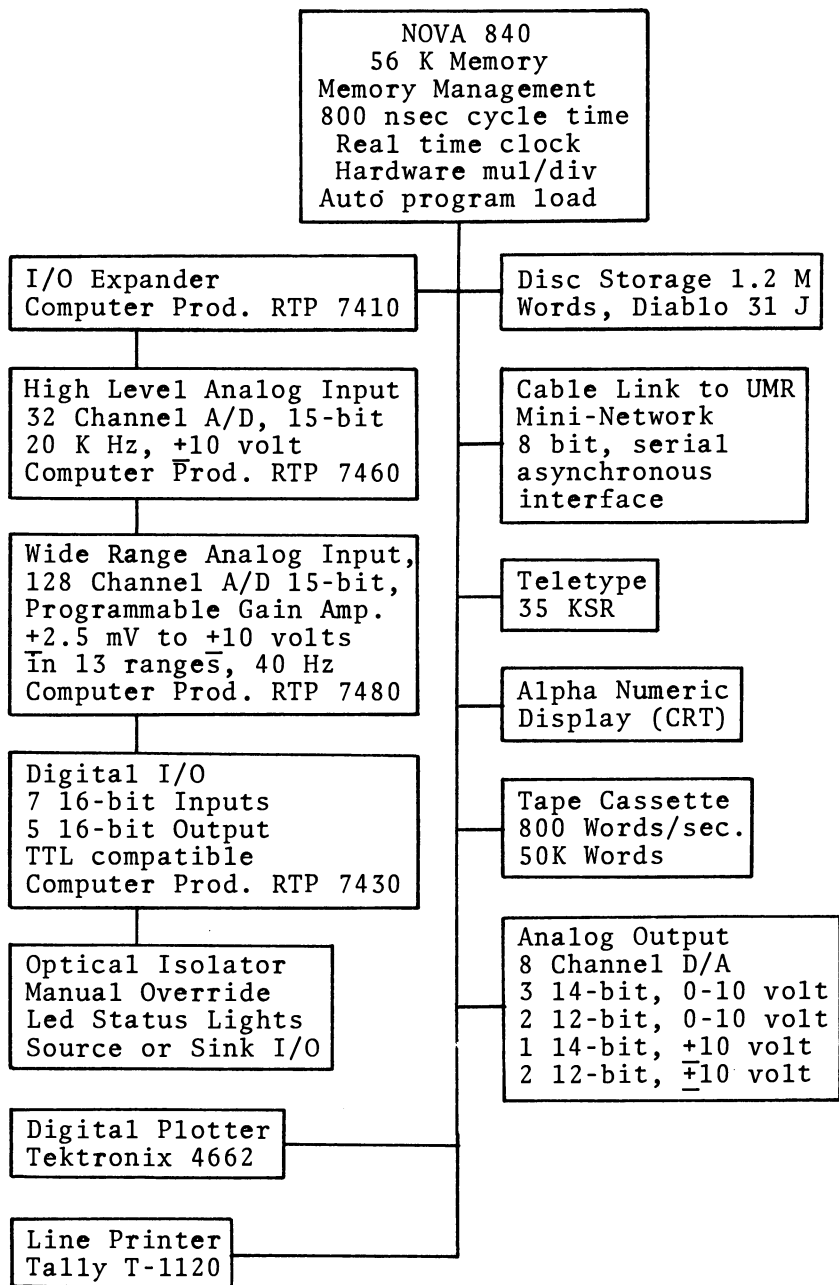 NOVA 840
56 K Memory
Memory Management
800 nsec cycle time
Real time clock
Hardware mul/div
Auto program load
I/O Expander
Computer Prod. RTP 7410
High Level Analog Input
32 Channel A/D, 15-bit
20 K Hz, ±10 volt
Computer Prod. RTP 7460
Wide Range Analog Input,
128 Channel A/D 15-bit,
Programmable Gain Amp.
±2.5 mV to ±10 volts
in 13 ranges, 40 Hz
Computer Prod. RTP 7480
Digital I/O
7 16-bit Inputs
5 16-bit Output
TTL compatible
Computer Prod. RTP 7430
Optical Isolator
Manual Override
Led Status Lights
Source or Sink I/O
Digital Plotter
Tektronix 4662
Line Printer
Tally T-1120
Disc Storage 1.2 M
Words, Diablo 31 J
Cable Link to UMR
Mini-Network
8 bit, serial
asynchronous
interface
Teletype
35 KSR
Alpha Numeric
Display (CRT)
Tape Cassette
800 Words/sec.
50K Words
Analog Output
8 Channel D/A
3 14-bit, 0-10 volt
2 12-bit, 0-10 volt
1 14-bit, ±10 volt
2 12-bit, ±10 volt